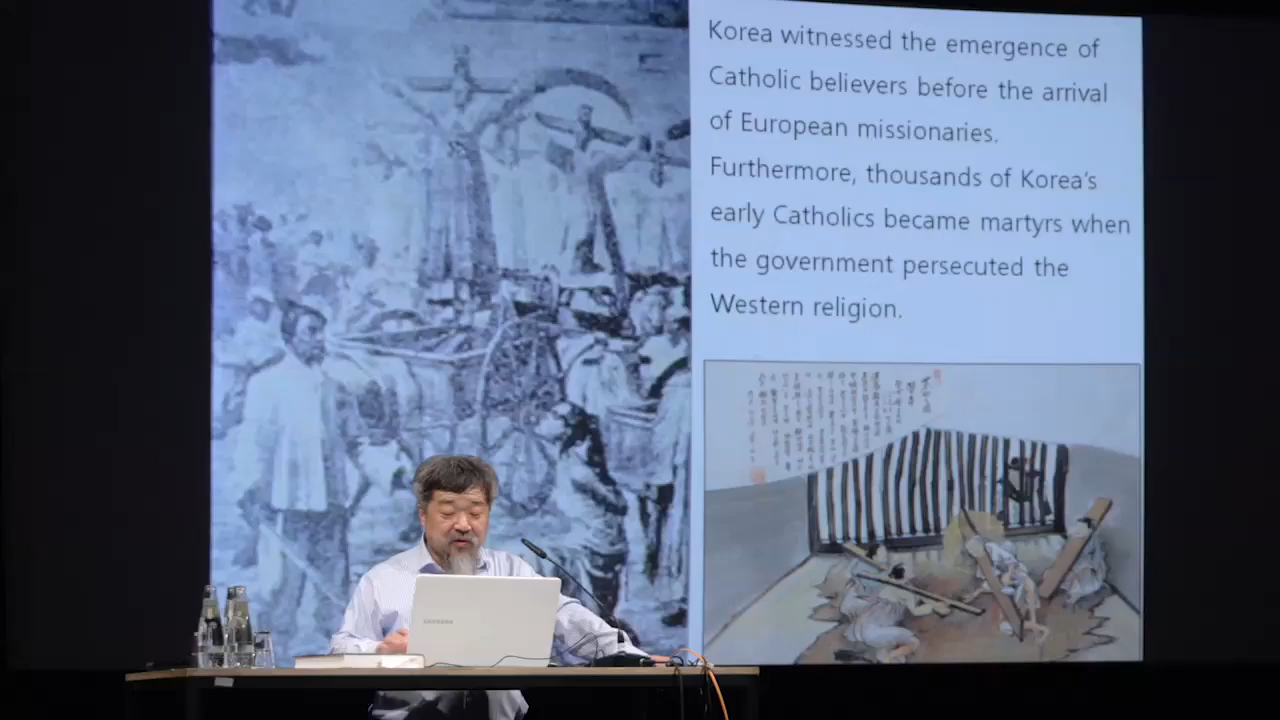 Korea witnessed the emergence of
Catholic believers before the arrival
of European missionaries.
Furthermore, thousands of Korea's
early Catholics became martyrs when
the government persecuted the
Western religion.
SAMSUNG